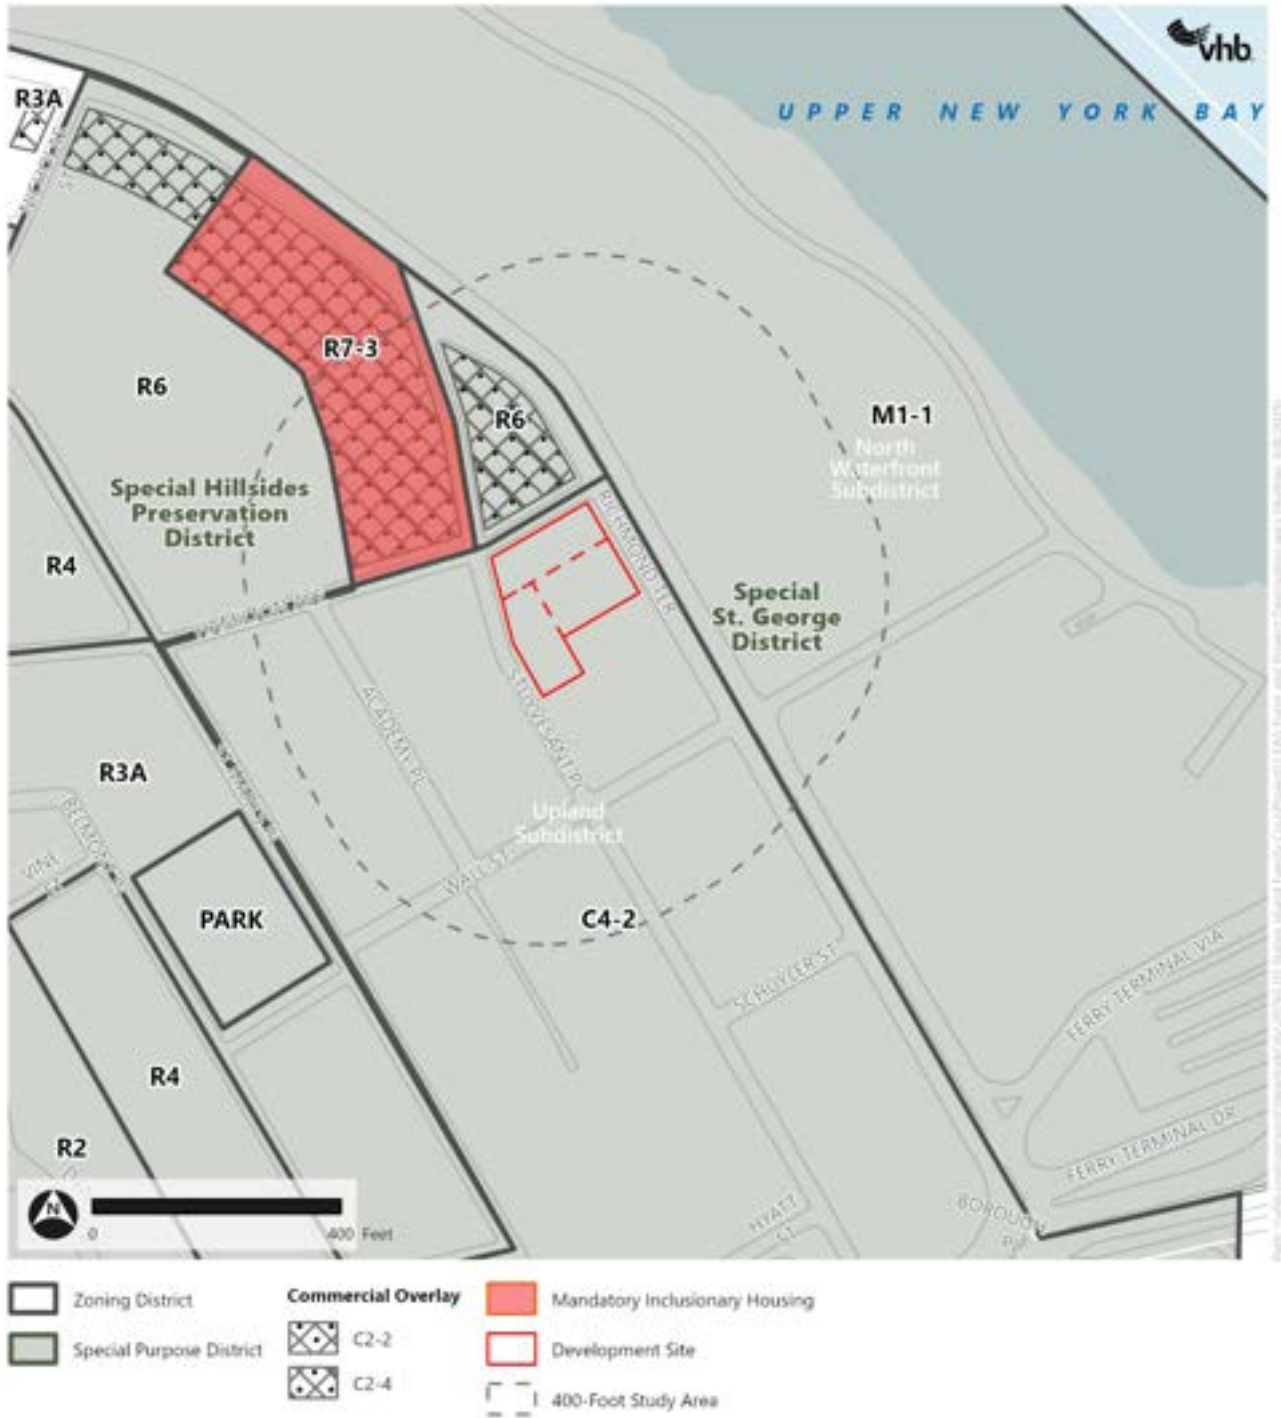 vhb
UPPER NEW YORK BAY
R3A
R7-3
R6
R6
M1-1
North
Waterfront
Subdistrict
Special Hillsides
Preservation
District
RICHMOND TER
R4
Special
St. George
District
ACADEMY PL
STUYVESANT PL
R3A
Upland
Subdistrict
BELMONT
VINE
WALL ST
PARK
C4-2
SCHUYLER ST
FERRY TERMINAL VIA
R4
R2
FERRY TERMINAL DR
HYATT
ST
BOROUGH
PL
N
0
400 Feet
Zoning District
Special Purpose District
Commercial Overlay
C2-2
C2-4
Mandatory Inclusionary Housing
Development Site
400-Foot Study Area